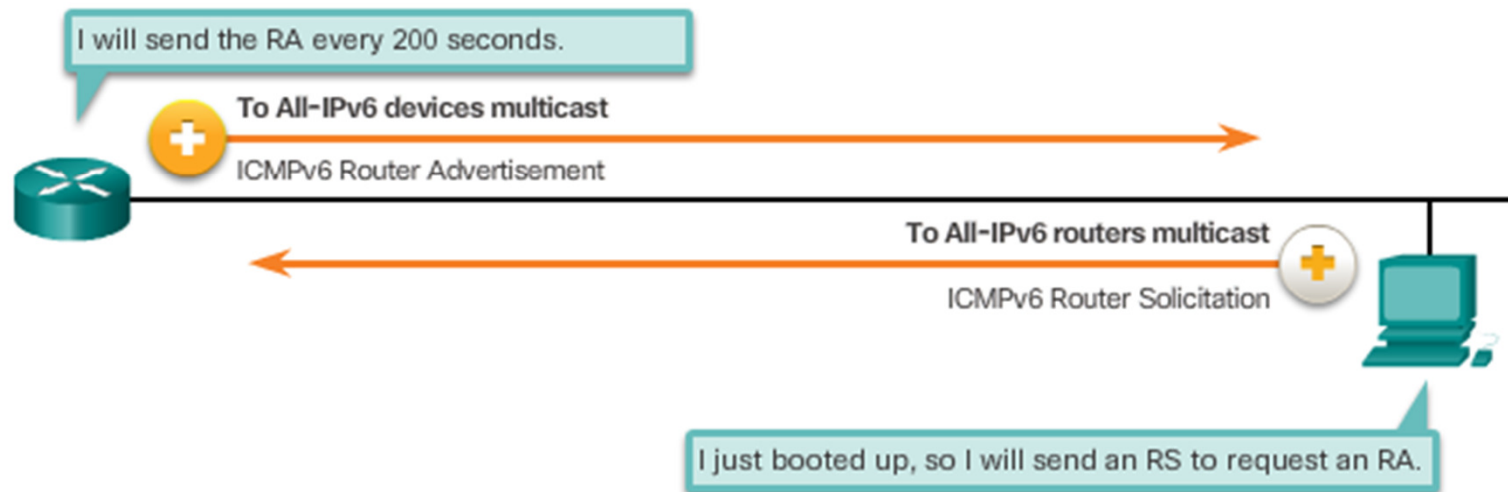 I will send the RA every 200 seconds.
To All-IPv6 devices multicast
ICMPv6 Router Advertisement
To All-IPv6 routers multicast
ICMPv6 Router Solicitation
I just booted up, so I will send an RS to request an RA.